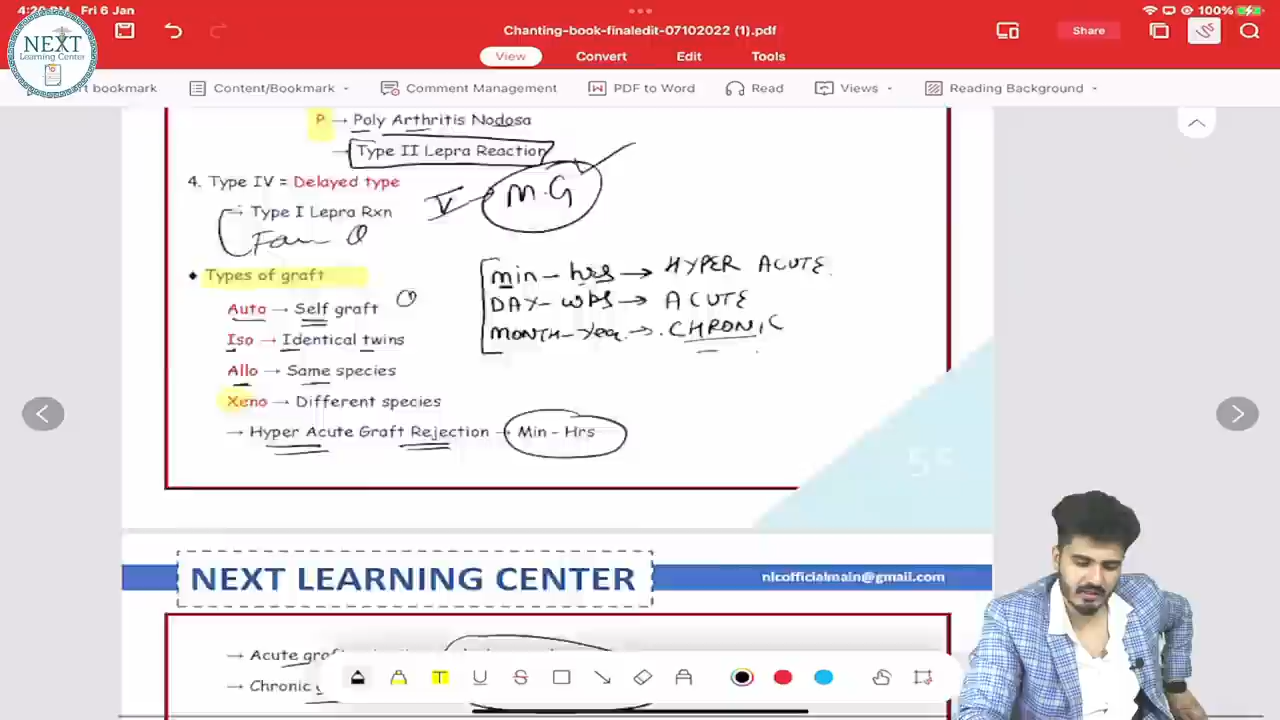 4:20 PM Fri 6 Jan
100%
NEXT
Learning Center
Chanting-book-finaledit-07102022 (1).pdf
Share
View Convert Edit Tools
bookmark Content/Bookmark Comment Management PDF to Word Read Views Reading Background
P → Poly Arthritis Nodosa
→ Type II Lepra Reaction
4. Type IV = Delayed type
V M.G
→ Type I Lepra Rxn
Types of graft
min - hrs → HYPER ACUTE
Auto → Self graft
DAY - wks → ACUTE
Iso → Identical twins
MONTH - Year → CHRONIC
Allo → Same species
Xeno → Different species
→ Hyper Acute Graft Rejection → Min - Hrs
NEXT LEARNING CENTER
nlcofficialmain@gmail.com
→ Acute
→ Chronic